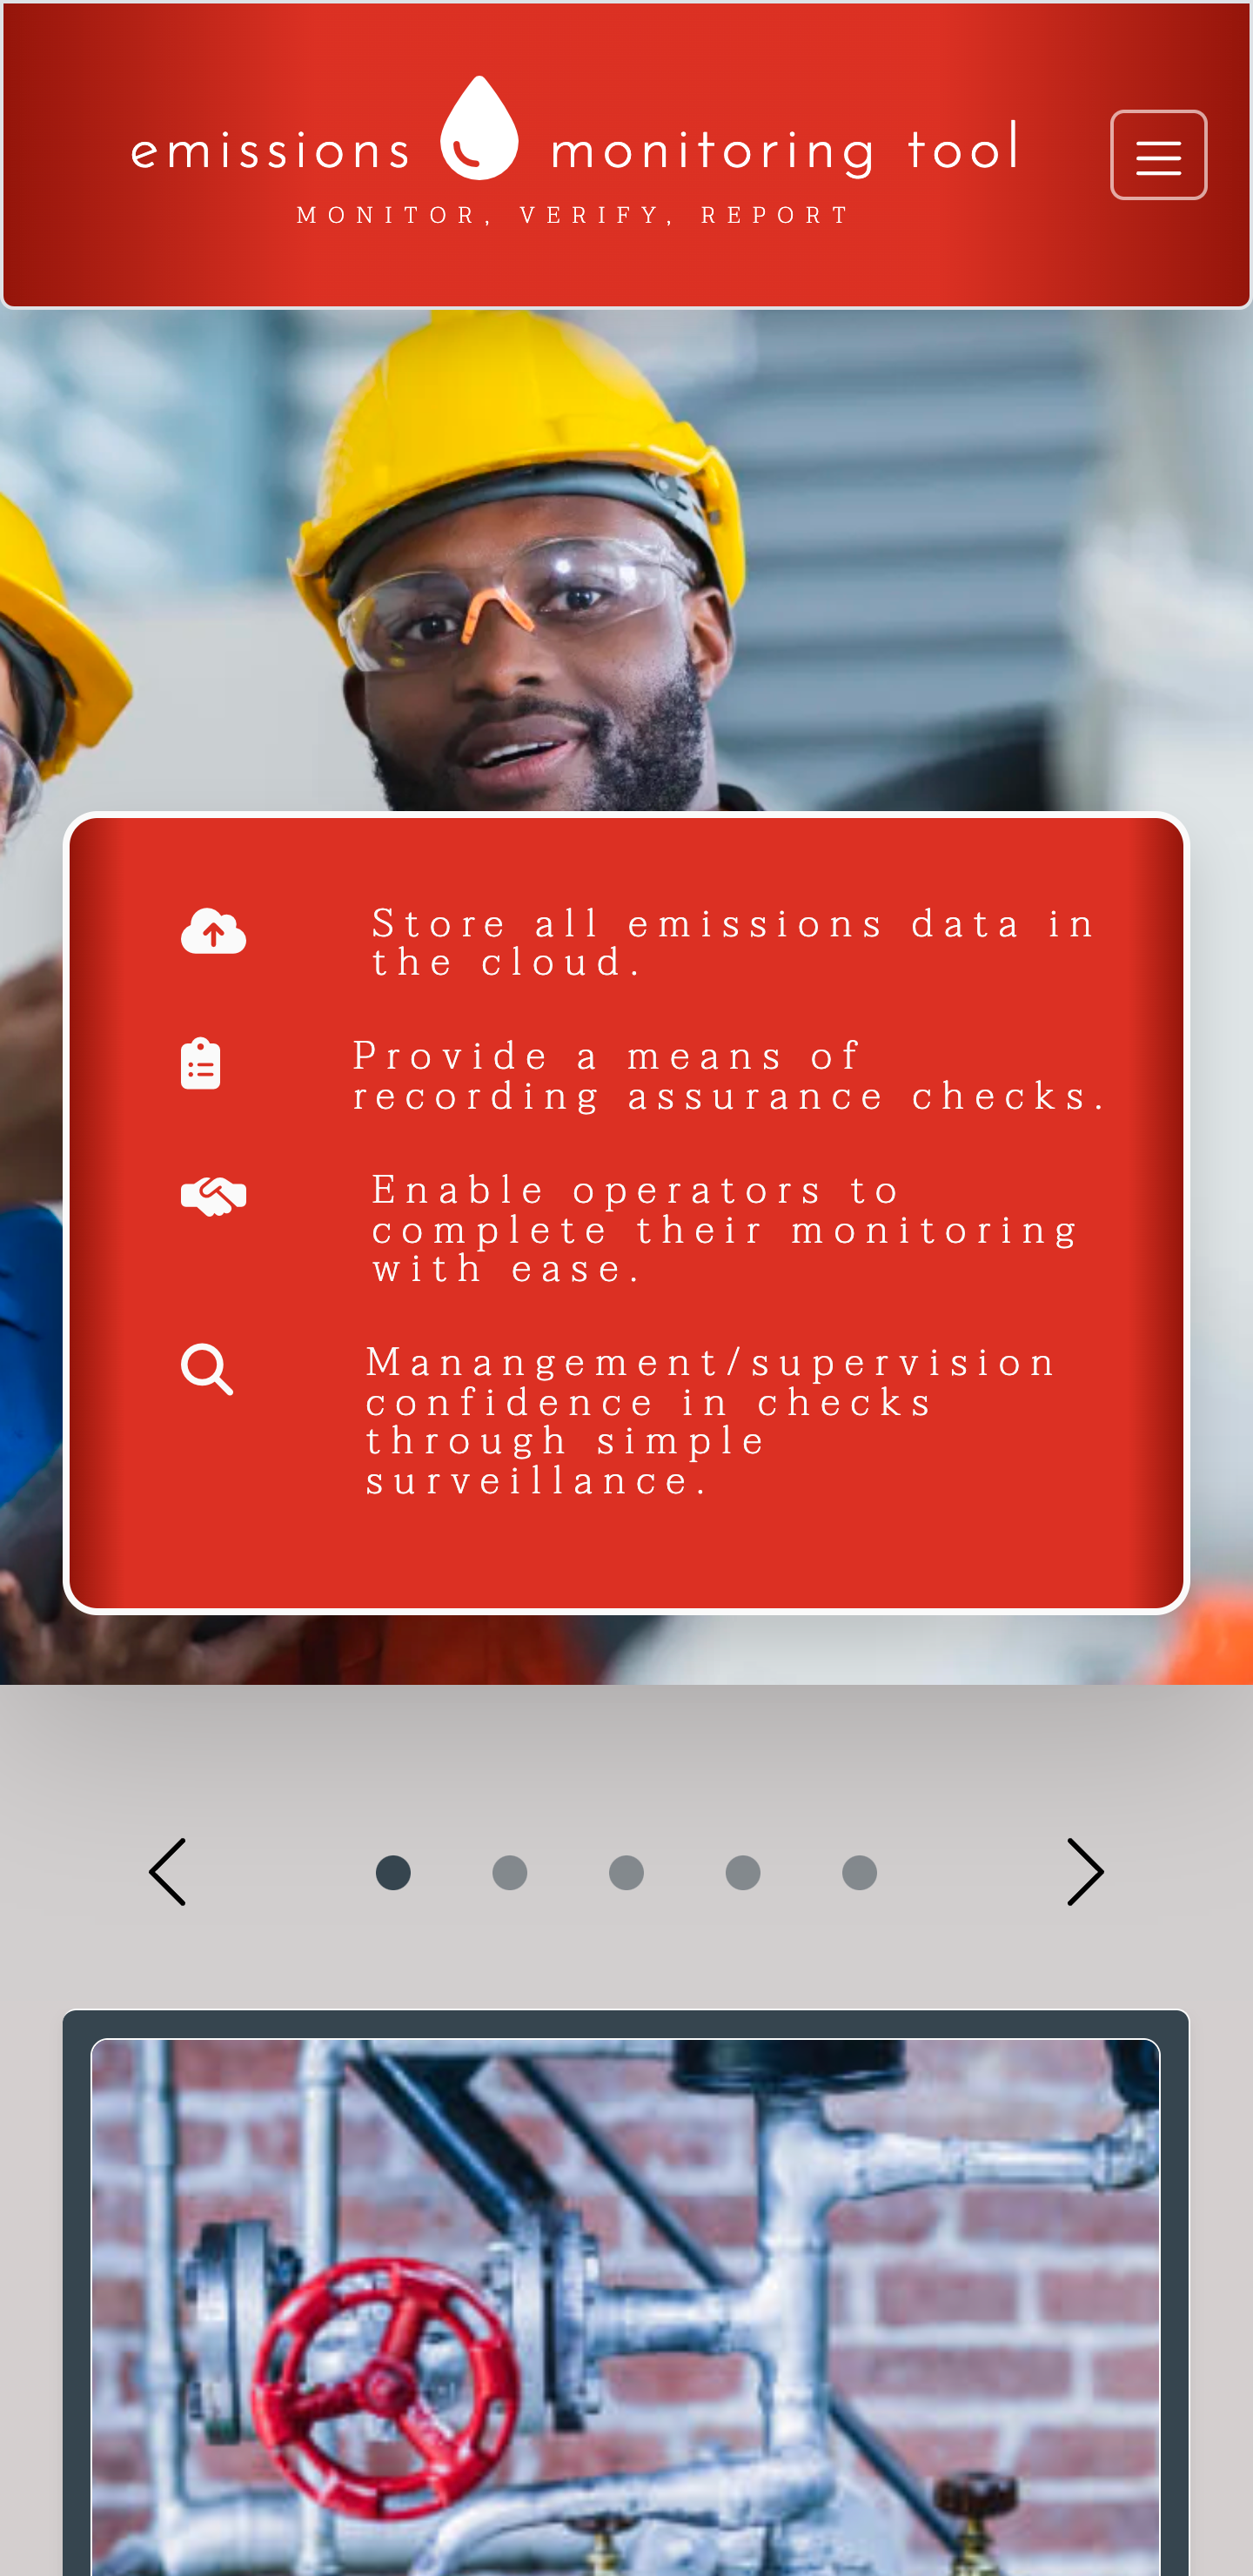 emissions monitoring tool
MONITOR, VERIFY, REPORT
Store all emissions data in
the cloud.
Provide a means of
recording assurance checks.
Enable operators to
complete their monitoring
with ease.
Manangement/supervision
confidence in checks
through simple
surveillance.